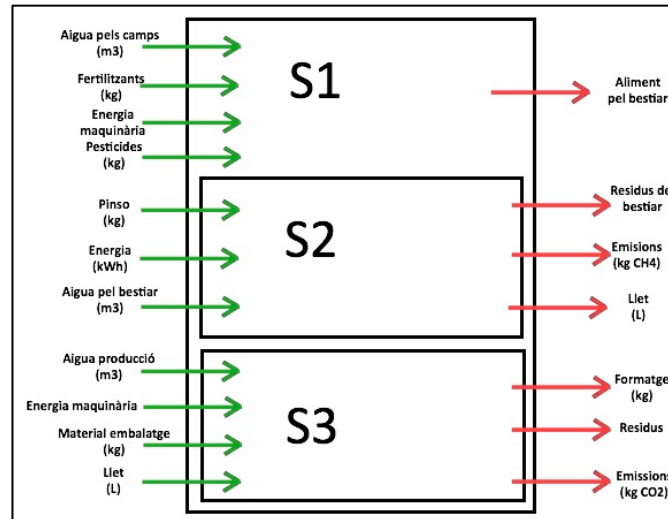 Aigua pels camps
(m3)
Fertilitzants
(kg)
Energia
maquinària
Pesticides
(kg)
S1
Aliment
pel bestiar
Pinso
(kg)
Energia
(kWh)
Aigua pel bestiar
(m3)
S2
Residus de
bestiar
Emisions
(kg CH4)
Llet
(L)
Aigua producció
(m3)
Energia maquinària
Material embalatge
(kg)
Llet
(L)
S3
Formatge
(kg)
Residus
Emissions
(kg CO2)